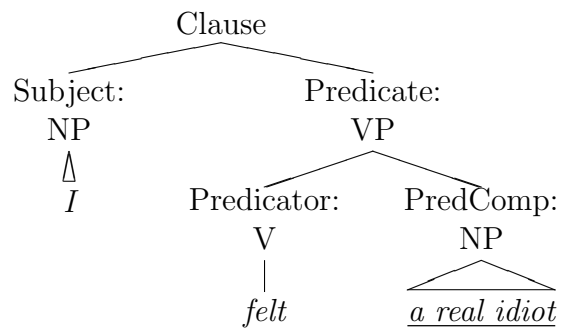 Clause
Subject: Predicate:
NP VP
I Predicator: PredComp:
V NP
felt a real idiot